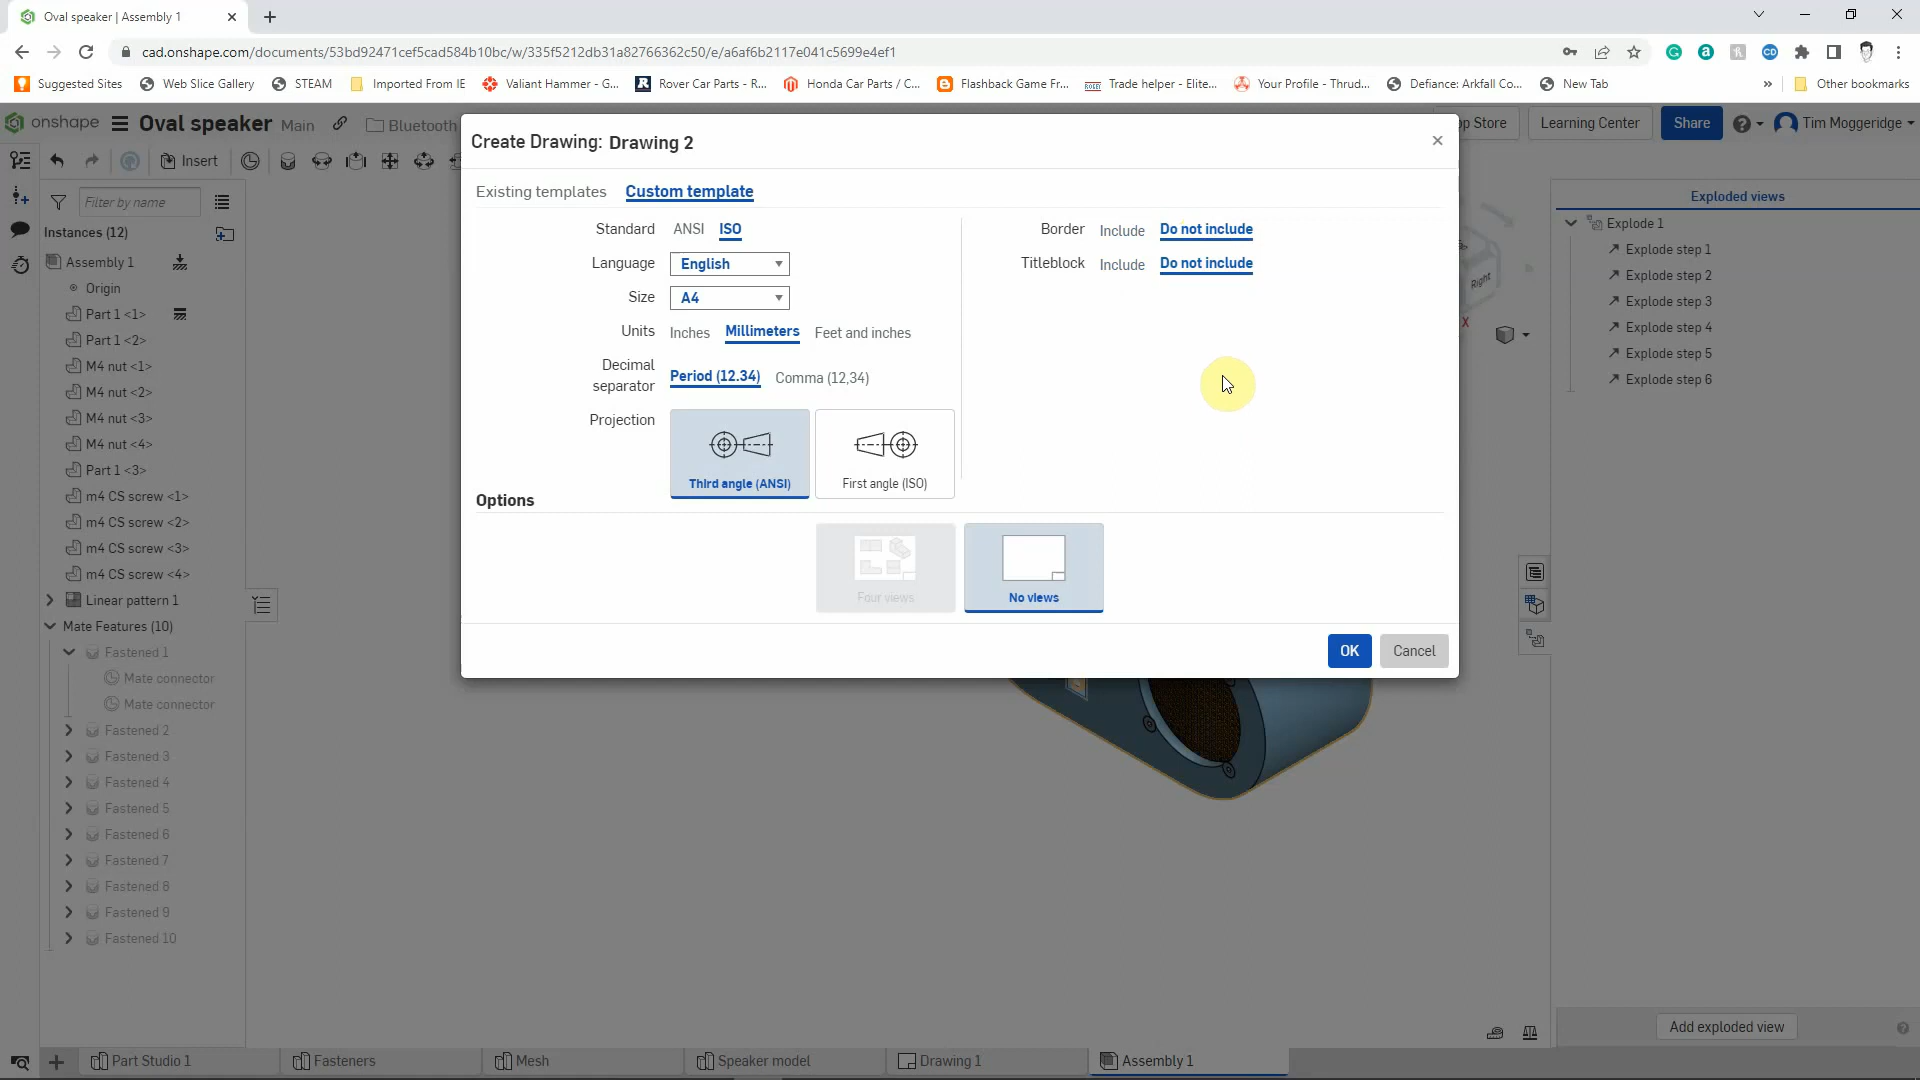 Oval speaker | Assembly 1
cad.onshape.com/documents/53bd92471cef5cad584b10bc/w/335f5212db31a82766362c50/e/a6af6b2117e041c5699e4ef1
Suggested Sites
Web Slice Gallery
STEAM
Imported From IE
Valiant Hammer - G...
Rover Car Parts - R...
Honda Car Parts / C...
Flashback Game Fr...
Trade helper - Elite...
Your Profile - Thrud...
Defiance: Arkfall Co...
New Tab
»
Other bookmarks
onshape
Oval speaker
Main
Bluetooth
Create Drawing: Drawing 2
p Store
Learning Center
Share
Tim Moggeridge
Insert
Existing templates
Custom template
Filter by name
Exploded views
Instances (12)
Standard
ANSI
ISO
Border
Include
Do not include
Explode 1
Assembly 1
Language
English
Titleblock
Include
Do not include
Explode step 1
Origin
Size
A4
Right
Explode step 2
Part 1 <1>
Explode step 3
Part 1 <2>
Units
Inches
Millimeters
Feet and inches
X
Explode step 4
M4 nut <1>
Decimal
separator
Period (12.34)
Comma (12,34)
Explode step 5
M4 nut <2>
Explode step 6
M4 nut <3>
Projection
M4 nut <4>
Part 1 <3>
Third angle (ANSI)
First angle (ISO)
m4 CS screw <1>
Options
m4 CS screw <2>
m4 CS screw <3>
m4 CS screw <4>
Four views
No views
Linear pattern 1
Mate Features (10)
OK
Cancel
Fastened 1
Mate connector
Mate connector
Fastened 2
Fastened 3
Fastened 4
Fastened 5
Fastened 6
Fastened 7
Fastened 8
Fastened 9
Fastened 10
Add exploded view
Part Studio 1
Fasteners
Mesh
Speaker model
Drawing 1
Assembly 1